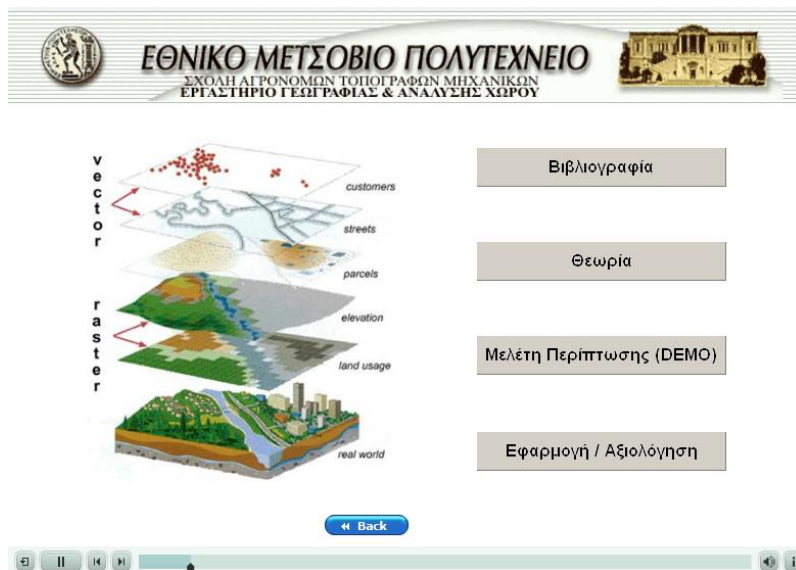 ΕΘΝΙΚΟ ΜΕΤΣΟΒΙΟ ΠΟΛΥΤΕΧΝΕΙΟ
ΣΧΟΛΗ ΑΓΡΟΝΟΜΩΝ ΤΟΠΟΓΡΑΦΩΝ ΜΗΧΑΝΙΚΩΝ
ΕΡΓΑΣΤΗΡΙΟ ΓΕΩΓΡΑΦΙΑΣ & ΑΝΑΛΥΣΗΣ ΧΩΡΟΥ
vector
customers
streets
parcels
raster
elevation
land usage
real world
Βιβλιογραφία
Θεωρία
Μελέτη Περίπτωσης (DEMO)
Εφαρμογή / Αξιολόγηση
Back